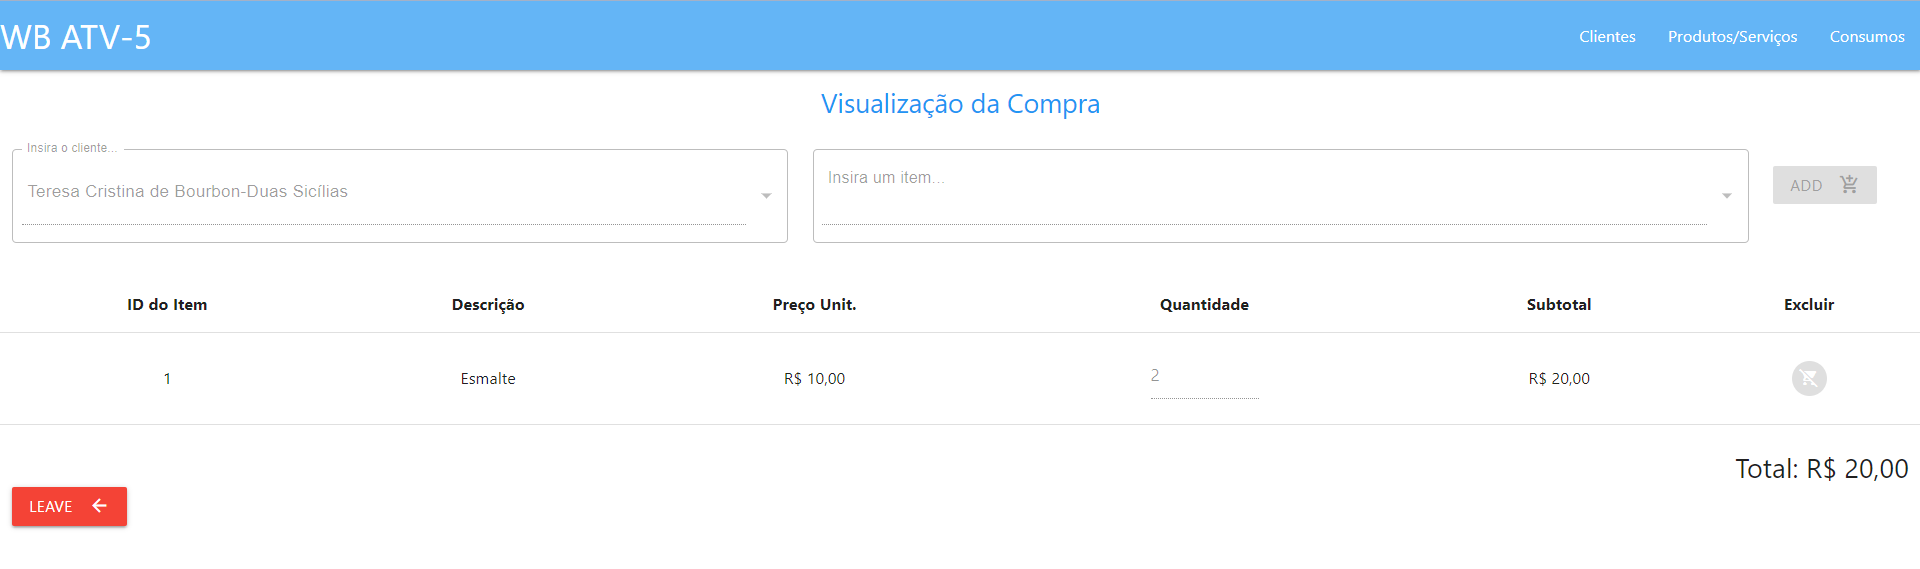 WB ATV-5
Clientes Produtos/Serviços Consumos
Visualização da Compra
Insira o cliente...
Teresa Cristina de Bourbon-Duas Sicílias
Insira um item...
ADD
ID do Item Descrição Preço Unit. Quantidade Subtotal Excluir
1 Esmalte R$ 10,00 2 R$ 20,00
Total: R$ 20,00
LEAVE